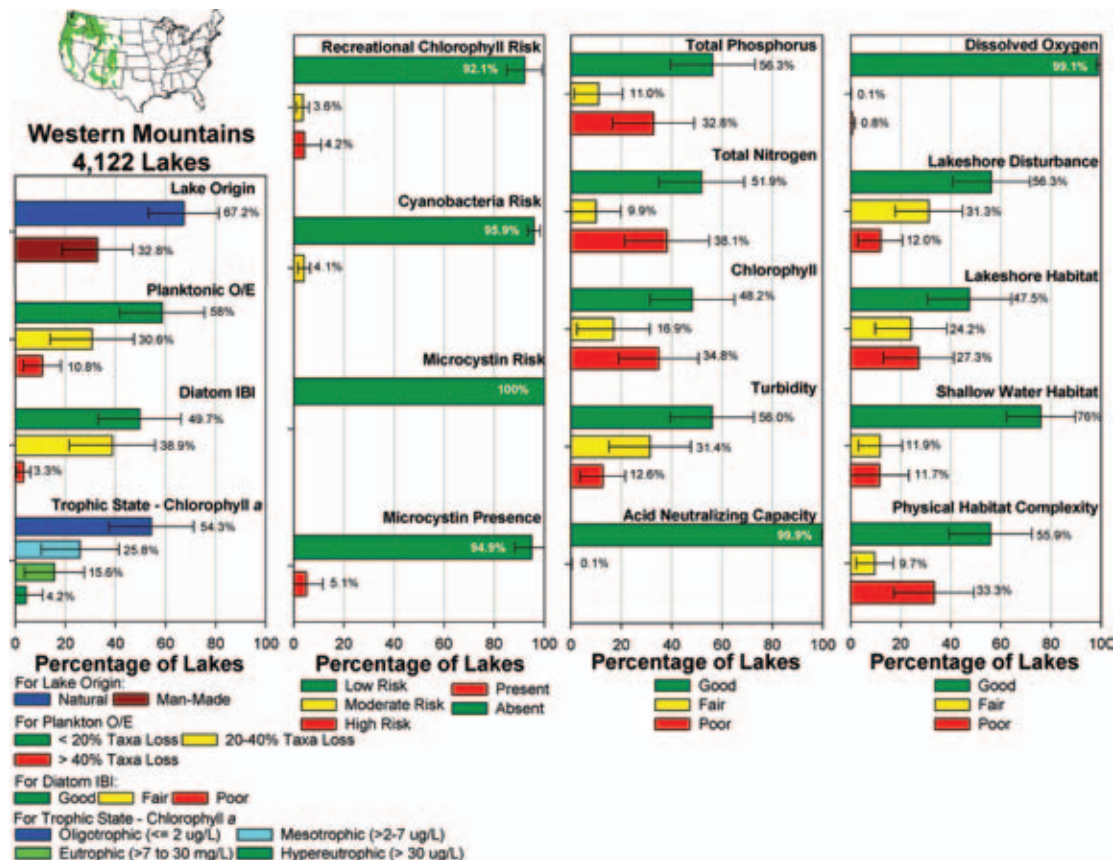 Western Mountains
4,122 Lakes
Lake Origin
67.2%
32.8%
Planktonic O/E
58%
30.6%
10.8%
Diatom IBI
49.7%
38.9%
3.3%
Trophic State - Chlorophyll a
54.3%
25.8%
15.6%
4.2%
0 20 40 60 80 100
Percentage of Lakes
For Lake Origin:
Natural Man-Made
For Plankton O/E
< 20% Taxa Loss 20-40% Taxa Loss
> 40% Taxa Loss
For Diatom IBI:
Good Fair Poor
For Trophic State - Chlorophyll a
Oligotrophic (<= 2 ug/L) Mesotrophic (>2-7 ug/L)
Eutrophic (>7 to 30 mg/L) Hypereutrophic (> 30 ug/L)
Recreational Chlorophyll Risk
92.1%
3.6%
4.2%
Cyanobacteria Risk
95.9%
4.1%
Microcystin Risk
100%
Microcystin Presence
94.9%
5.1%
0 20 40 60 80 100
Percentage of Lakes
Low Risk Present
Moderate Risk Absent
High Risk
Total Phosphorus
56.3%
11.0%
32.8%
Total Nitrogen
51.9%
9.9%
38.1%
Chlorophyll
48.2%
16.9%
34.8%
Turbidity
56.0%
31.4%
12.6%
Acid Neutralizing Capacity
99.9%
0.1%
0 20 40 60 80 100
Percentage of Lakes
Good
Fair
Poor
Dissolved Oxygen
99.1%
0.1%
0.8%
Lakeshore Disturbance
56.3%
31.3%
12.0%
Lakeshore Habitat
47.5%
24.2%
27.3%
Shallow Water Habitat
76%
11.9%
11.7%
Physical Habitat Complexity
55.9%
9.7%
33.3%
0 20 40 60 80 100
Percentage of Lakes
Good
Fair
Poor